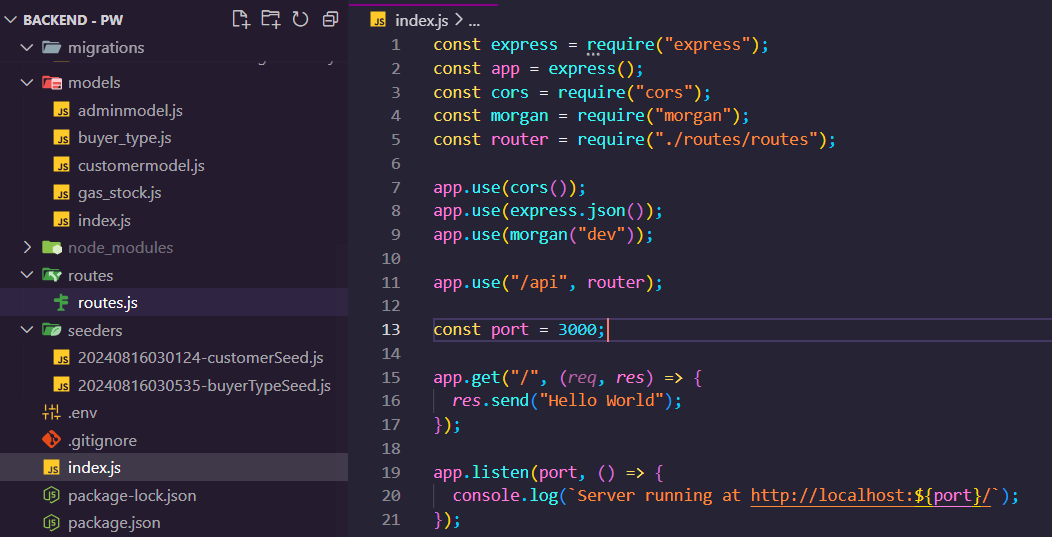 BACKEND - PW
migrations
models
adminmodel.js
buyer_type.js
customermodel.js
gas_stock.js
index.js
node_modules
routes
routes.js
seeders
20240816030124-customerSeed.js
20240816030535-buyerTypeSeed.js
.env
.gitignore
index.js
package-lock.json
package.json
index.js > ...
1 const express = require("express");
2 const app = express();
3 const cors = require("cors");
4 const morgan = require("morgan");
5 const router = require("./routes/routes");
6
7 app.use(cors());
8 app.use(express.json());
9 app.use(morgan("dev"));
10
11 app.use("/api", router);
12
13 const port = 3000;
14
15 app.get("/", (req, res) => {
16   res.send("Hello World");
17 });
18
19 app.listen(port, () => {
20   console.log(`Server running at http://localhost:${port}/`);
21 });